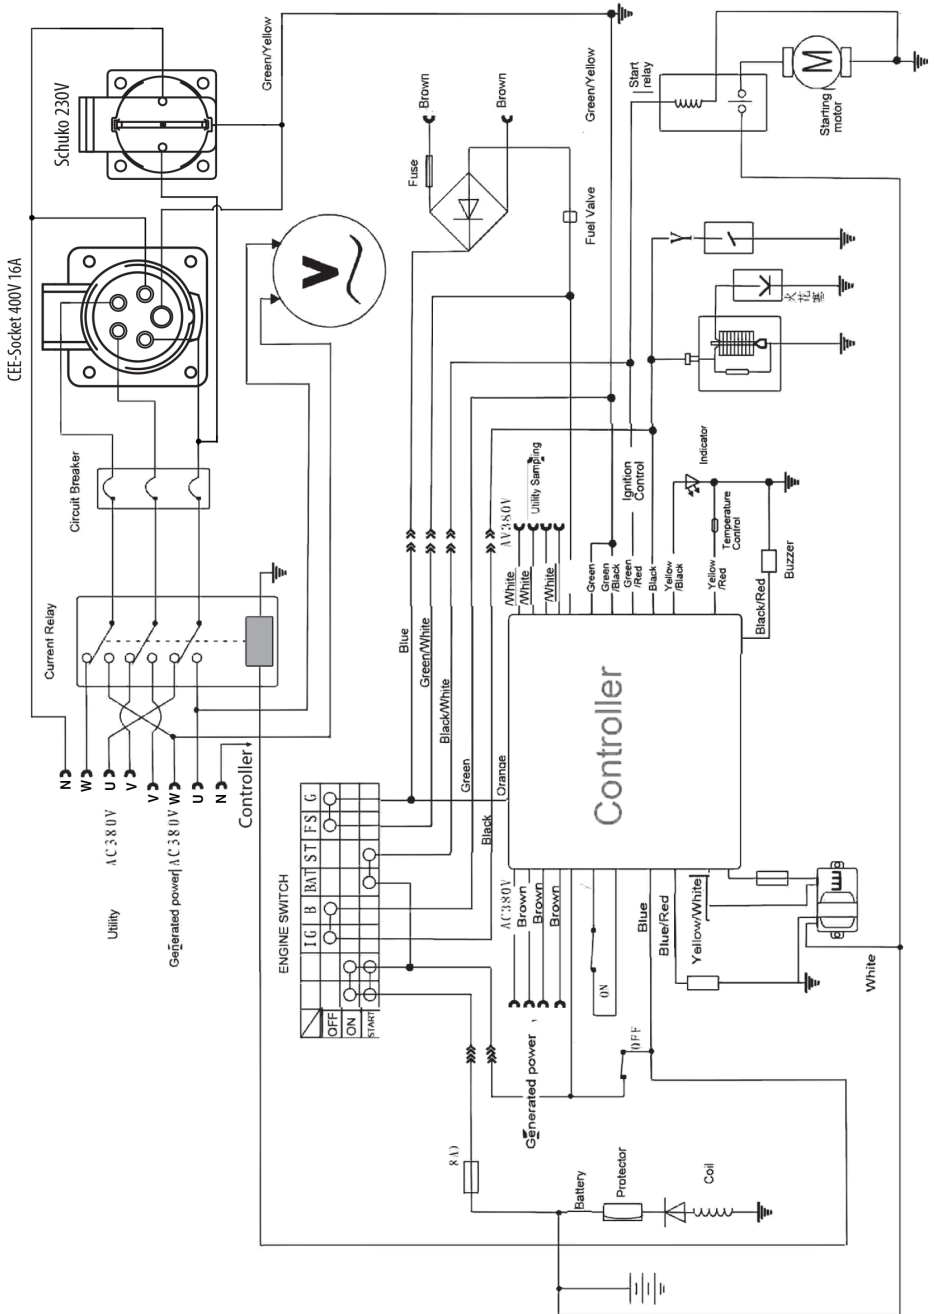 CEE-Socket 400V 16A
Schuko 230V
Green/Yellow
Circuit Breaker
Current Relay
N
W
U
V
V
W
U
N
AC380V
Utility
AC380V
Generated power
Controller
V
Fuse
Brown
Brown
Fuel Valve
Green/Yellow
Start
relay
M
Starting
motor
火花塞
Blue
Green/White
Black/White
Green
Black
Orange
AV380V
Utility Sampling
/White
/White
/White
Green
Green
/Black
Green
/Red
Ignition
Control
Black
Yellow
/Black
Indicator
Yellow
/Red
Temperature
Control
Black/Red
Buzzer
Controller
ENGINE SWITCH
IG
B
BAT
ST
FS
G
OFF
ON
START
AC380V
Brown
Brown
Brown
Generated power
ON
OFF
Blue
Blue/Red
Yellow/White
White
Battery
Protector
Coil